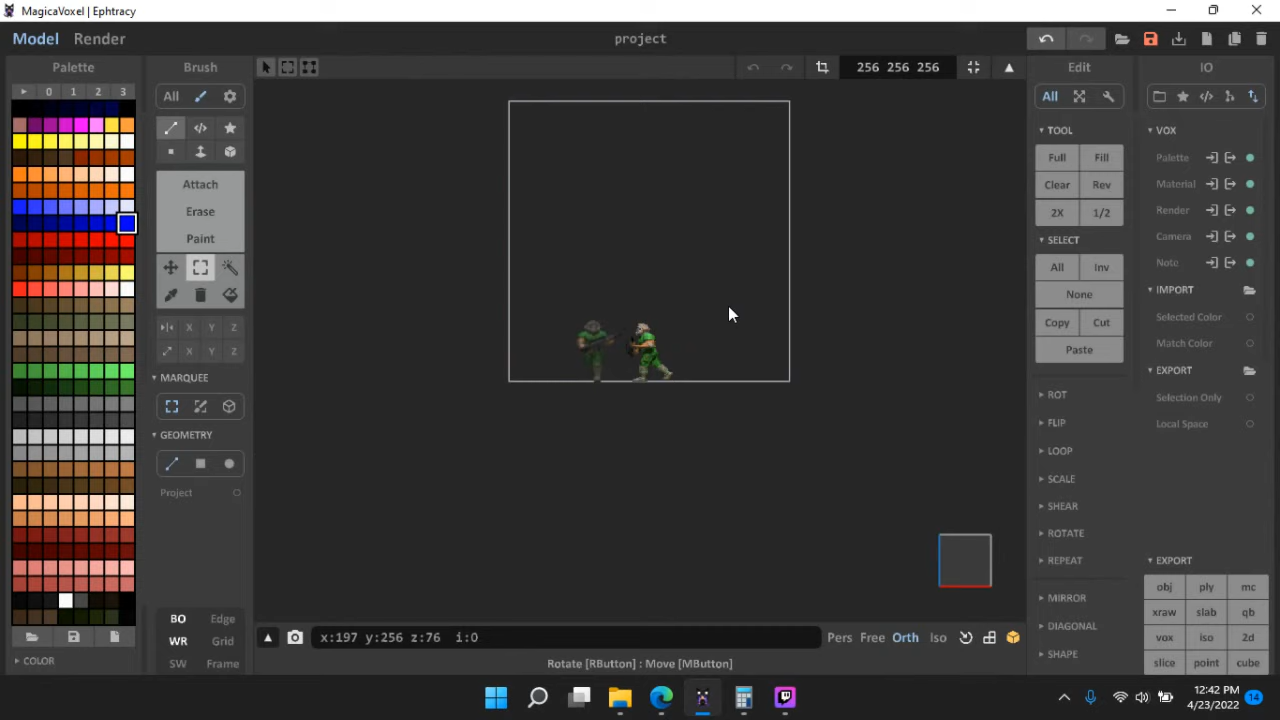 MagicaVoxel | Ephtracy
Model Render
project
Palette
Brush
256 256 256
Edit
IO
0 1 2 3
All
All
TOOL
VOX
Full Fill
Palette
Attach
Clear Rev
Material
Erase
2X 1/2
Render
Paint
SELECT
Camera
All Inv
Note
None
IMPORT
Copy Cut
Selected Color
X Y Z
Paste
Match Color
X Y Z
EXPORT
MARQUEE
ROT
Selection Only
FLIP
Local Space
GEOMETRY
LOOP
SCALE
Project
SHEAR
ROTATE
REPEAT
EXPORT
obj ply mc
MIRROR
xraw slab qb
BO Edge
DIAGONAL
WR Grid
x:197 y:256 z:76 i:0
Pers Free Orth Iso
vox iso 2d
COLOR
SW Frame
Rotate [RButton] : Move [MButton]
SHAPE
slice point cube
12:42 PM
4/23/2022
14